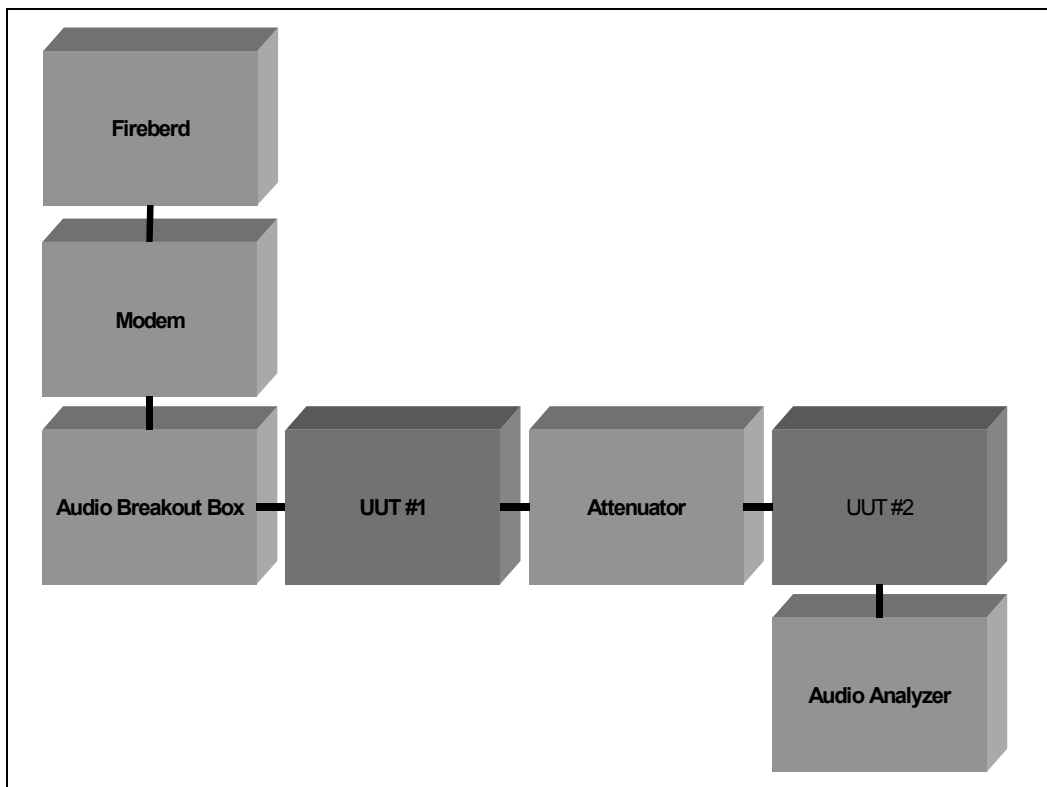 Fireberd
Modem
Audio Breakout Box
UUT #1
Attenuator
UUT #2
Audio Analyzer